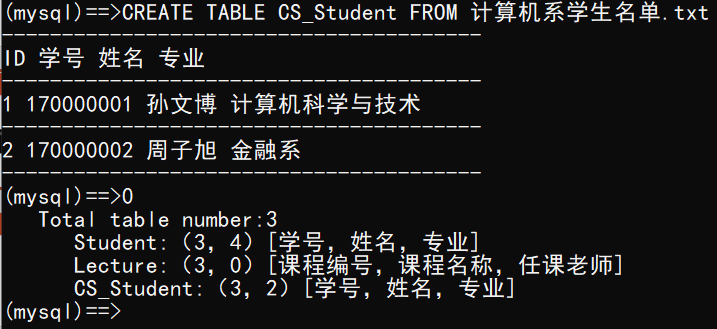 (mysql)==>CREATE TABLE CS_Student FROM 计算机系学生名单.txt
----------------------------------------
ID 学号 姓名 专业
----------------------------------------
1 170000001 孙文博 计算机科学与技术
----------------------------------------
2 170000002 周子旭 金融系
----------------------------------------
(mysql)==>0
   Total table number:3
      Student: (3, 4) [学号, 姓名, 专业]
      Lecture: (3, 0) [课程编号, 课程名称, 任课老师]
      CS_Student: (3, 2) [学号, 姓名, 专业]
(mysql)==>